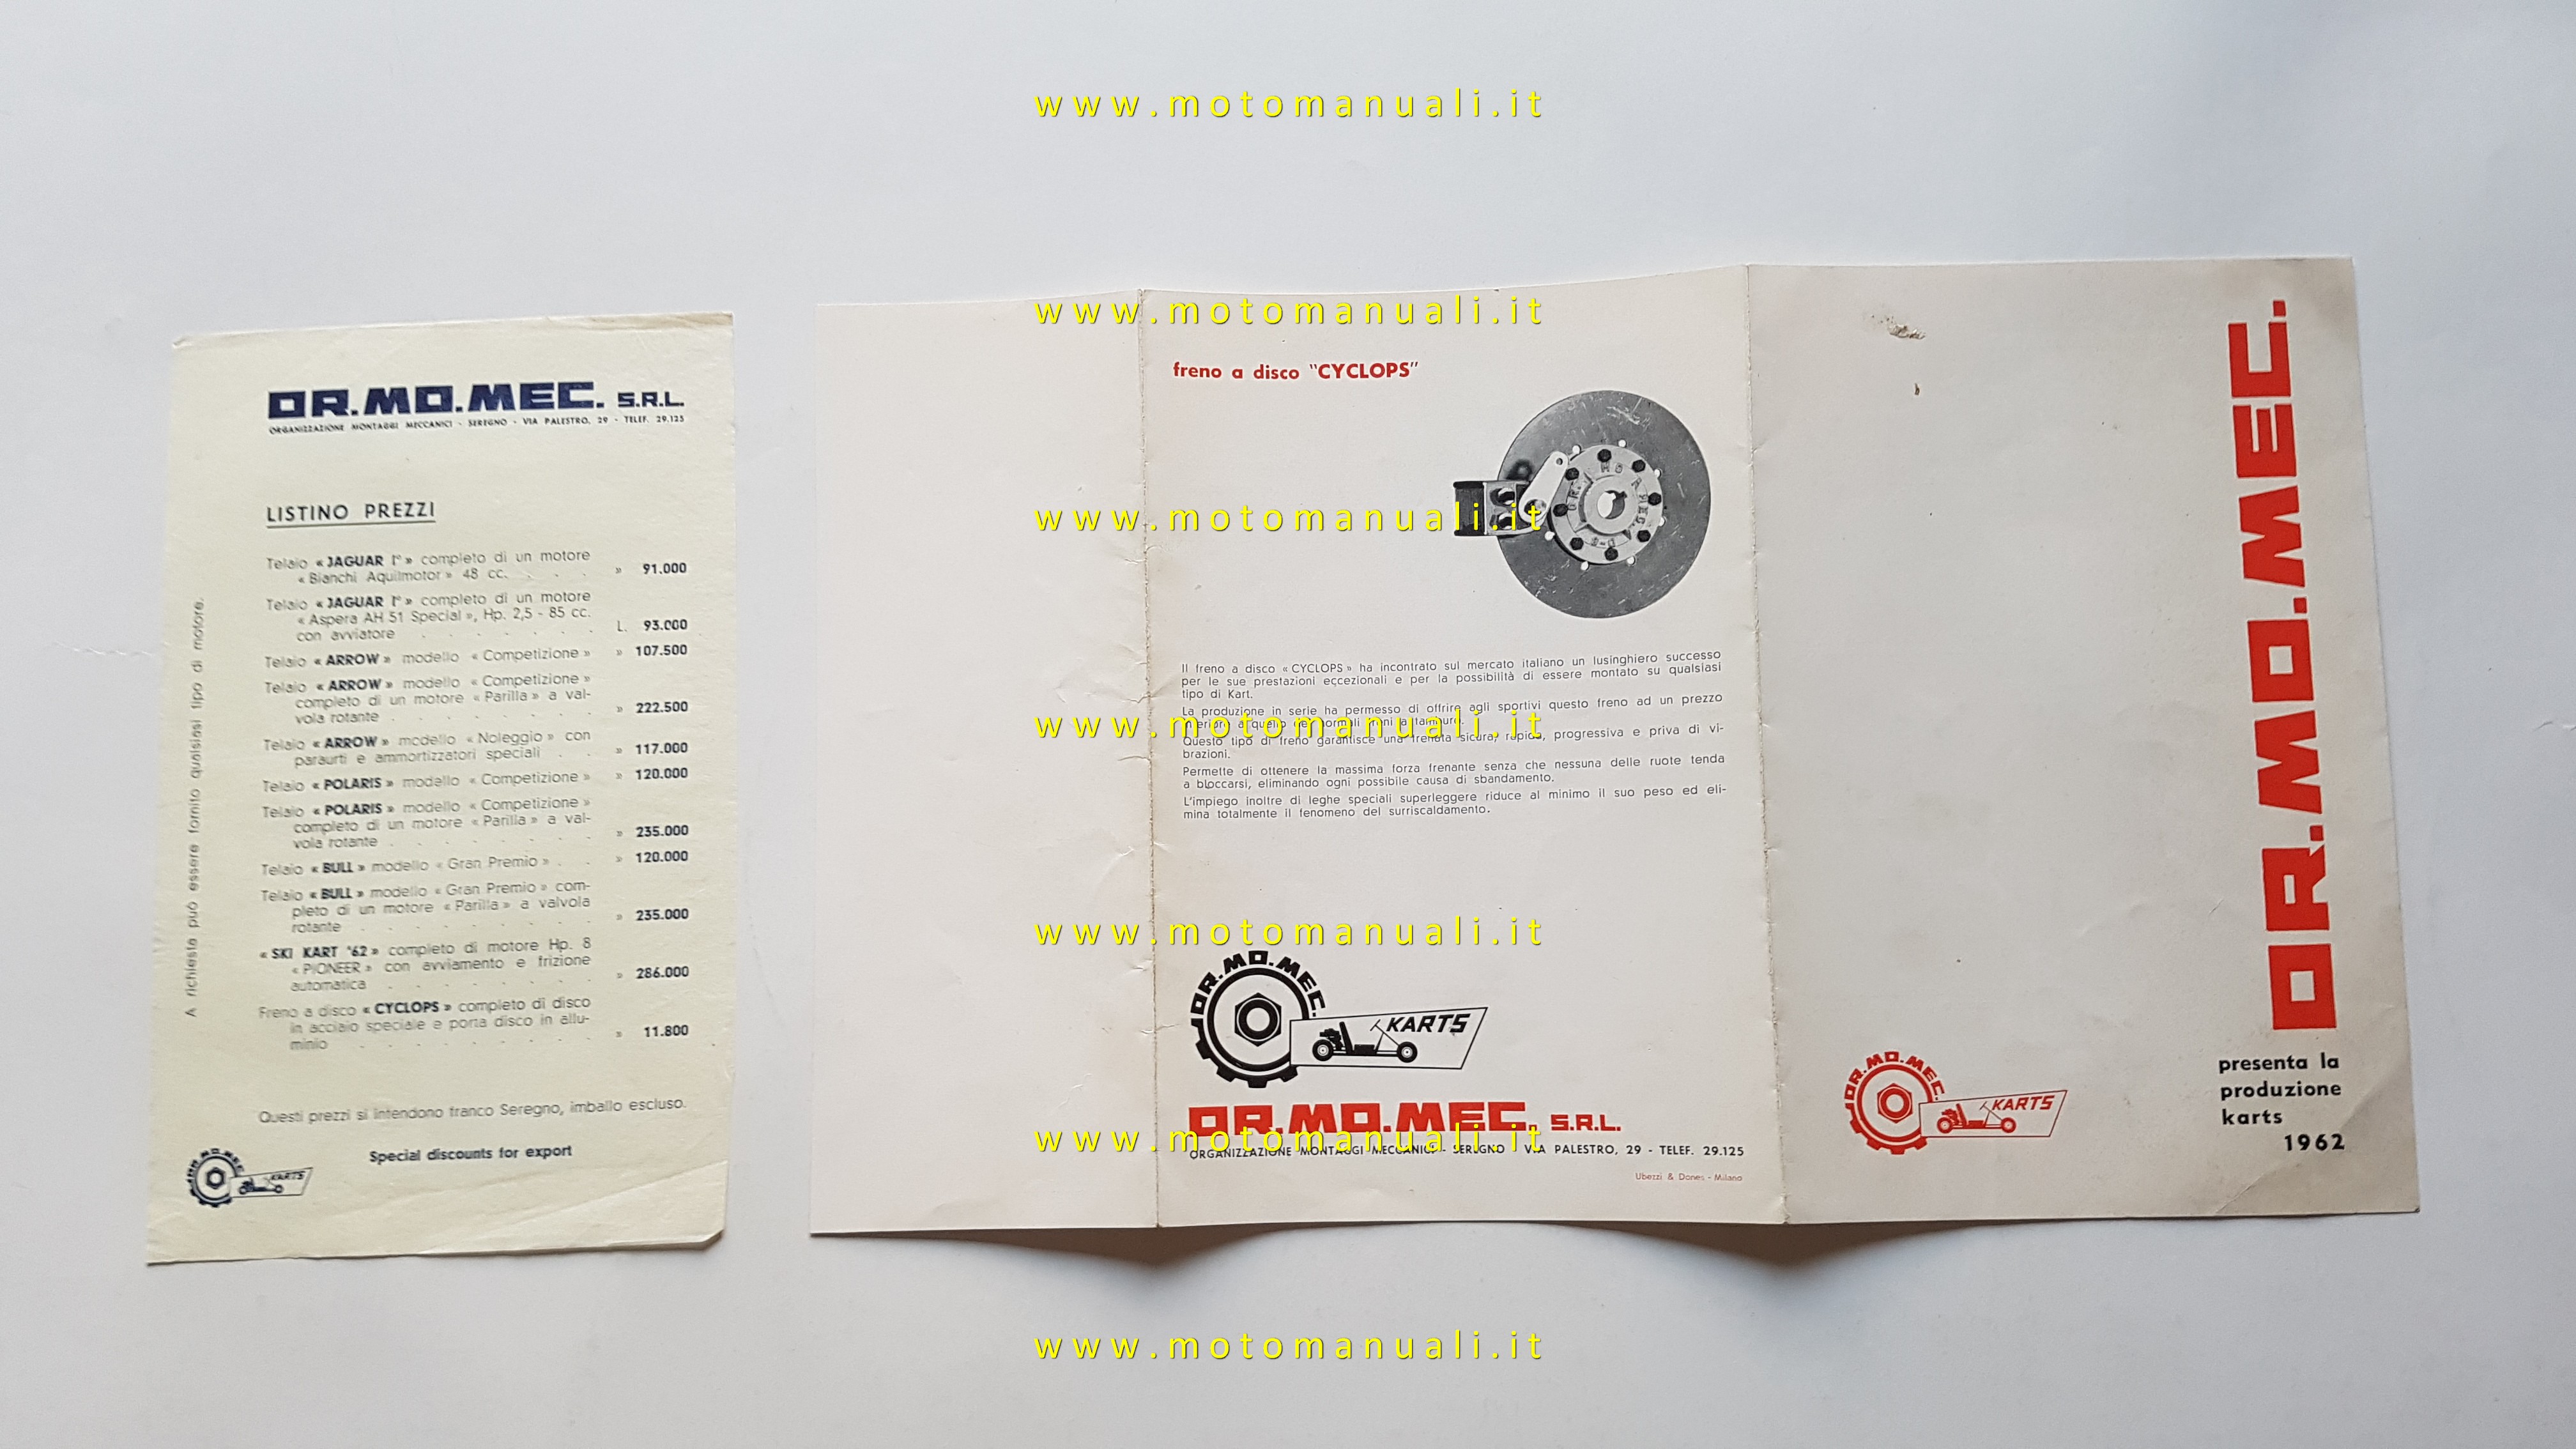 www.motomanuali.it
OR.MO.MEC. S.R.L.
ORGANIZZAZIONE MONTAGGI MECCANICI - SEREGNO - VIA PALESTRO, 29 - TELEF. 29.125
LISTINO PREZZI
Telaio « JAGUAR I° » completo di un motore
« Bianchi Aquilmotor » 48 cc. . . . » 91.000
Telaio « JAGUAR I° » completo di un motore
« Aspera AH 51 Special », Hp. 2,5 - 85 cc.
con avviatore . . . . . . . L. 93.000
Telaio « ARROW » modello « Competizione » » 107.500
Telaio « ARROW » modello « Competizione »
completo di un motore « Parilla » a val-
vola rotante . . . . . . . » 222.500
Telaio « ARROW » modello « Noleggio » con
paraurti e ammortizzatori speciali . . » 117.000
Telaio « POLARIS » modello « Competizione » » 120.000
Telaio « POLARIS » modello « Competizione »
completo di un motore « Parilla » a val-
vola rotante . . . . . . . » 235.000
Telaio « BULL » modello « Gran Premio » . . » 120.000
Telaio « BULL » modello « Gran Premio » com-
pleto di un motore « Parilla » a valvola
rotante . . . . . . . . » 235.000
« SKI KART '62 » completo di motore Hp. 8
« PIONEER » con avviamento e frizione
automatica . . . . . . . » 286.000
Freno a disco « CYCLOPS » completo di disco
in acciaio speciale e porta disco in allu-
minio . . . . . . . . » 11.800
A richiesta può essere fornito qualsiasi tipo di motore.
Questi prezzi si intendono franco Seregno, imballo escluso.
Special discounts for export
OR.MO.MEC.
KARTS
www.motomanuali.it
freno a disco "CYCLOPS"
OR. MO MEC.
www.motomanuali.it
Il freno a disco « CYCLOPS » ha incontrato sul mercato italiano un lusinghiero successo
per le sue prestazioni eccezionali e per la possibilità di essere montato su qualsiasi
tipo di Kart.
La produzione in serie ha permesso di offrire agli sportivi questo freno ad un prezzo
inferiore a quello dei normali freni a tamburo.
www.motomanuali.it
Questo tipo di freno garantisce una frenata sicura, rapida, progressiva e priva di vi-
brazioni.
Permette di ottenere la massima forza frenante senza che nessuna delle ruote tenda
a bloccarsi, eliminando ogni possibile causa di sbandamento.
L'impiego inoltre di leghe speciali superleggere riduce al minimo il suo peso ed eli-
mina totalmente il fenomeno del surriscaldamento.
www.motomanuali.it
OR.MO.MEC.
KARTS
OR.MO.MEC. S.R.L.
www.motomanuali.it
ORGANIZZAZIONE MONTAGGI MECCANICI - SEREGNO - VIA PALESTRO, 29 - TELEF. 29.125
Ubezzi & Dones - Milano
OR.MO.MEC.
OR.MO.MEC.
KARTS
presenta la
produzione
karts
1962
www.motomanuali.it